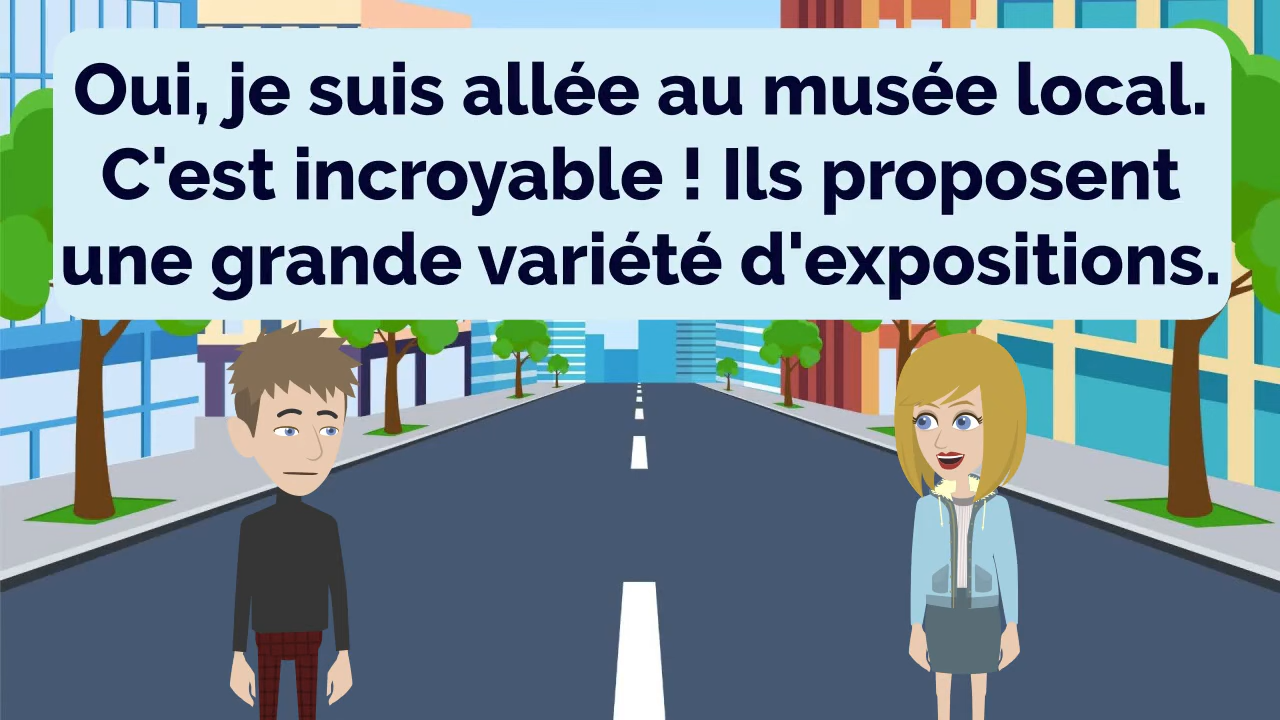 Oui, je suis allée au musée local.
C'est incroyable ! Ils proposent
une grande variété d'expositions.